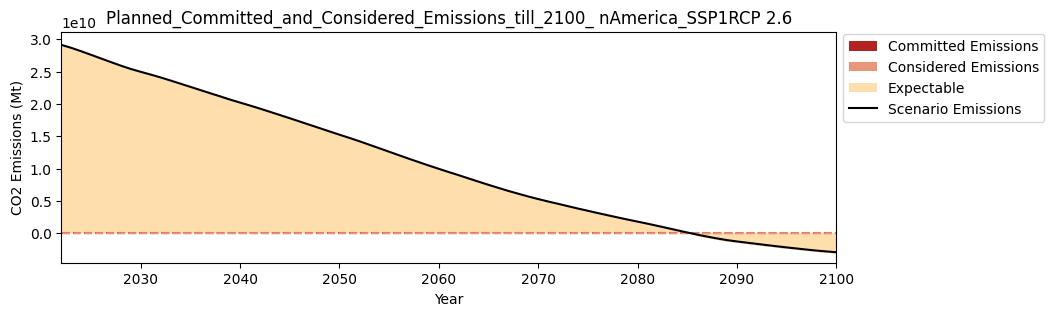 Planned_Committed_and_Considered_Emissions_till_2100_ nAmerica_SSP1RCP 2.6
1e10
3.0
2.5
2.0
1.5
1.0
0.5
0.0
CO2 Emissions (Mt)
2030 2040 2050 2060 2070 2080 2090 2100
Year
Committed Emissions
Considered Emissions
Expectable
Scenario Emissions